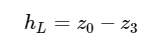 h_L = z_0 − z_3